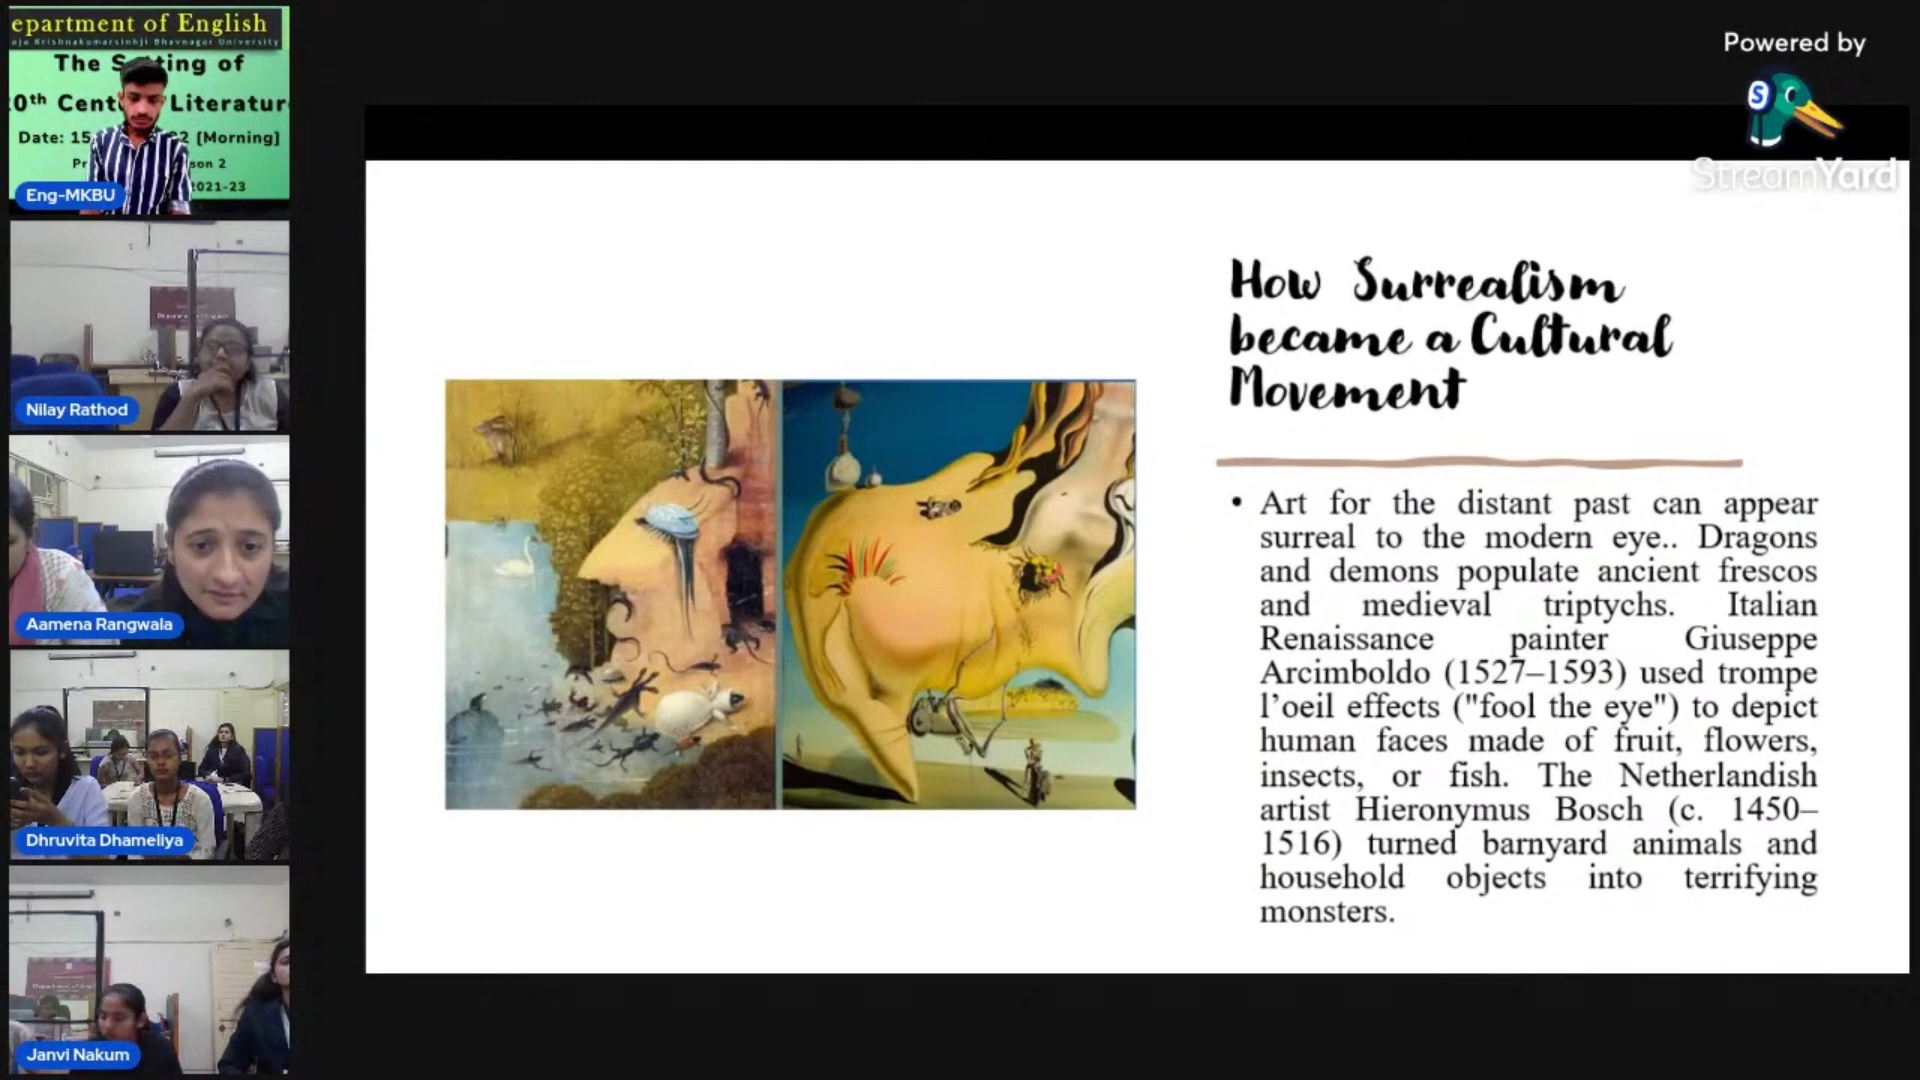 epartment of English
aja Krishnakumarsinhji Bhavnagar University
The S ting of
0th Cent Literatur
Date: 15 2 [Morning]
Pr son 2
2021-23
Eng-MKBU
Nilay Rathod
Aamena Rangwala
Dhruvita Dhameliya
Janvi Nakum
Powered by
S
StreamYard
How Surrealism
became a Cultural
Movement
• Art for the distant past can appear
surreal to the modern eye.. Dragons
and demons populate ancient frescos
and medieval triptychs. Italian
Renaissance painter Giuseppe
Arcimboldo (1527–1593) used trompe
l’oeil effects ("fool the eye") to depict
human faces made of fruit, flowers,
insects, or fish. The Netherlandish
artist Hieronymus Bosch (c. 1450–
1516) turned barnyard animals and
household objects into terrifying
monsters.